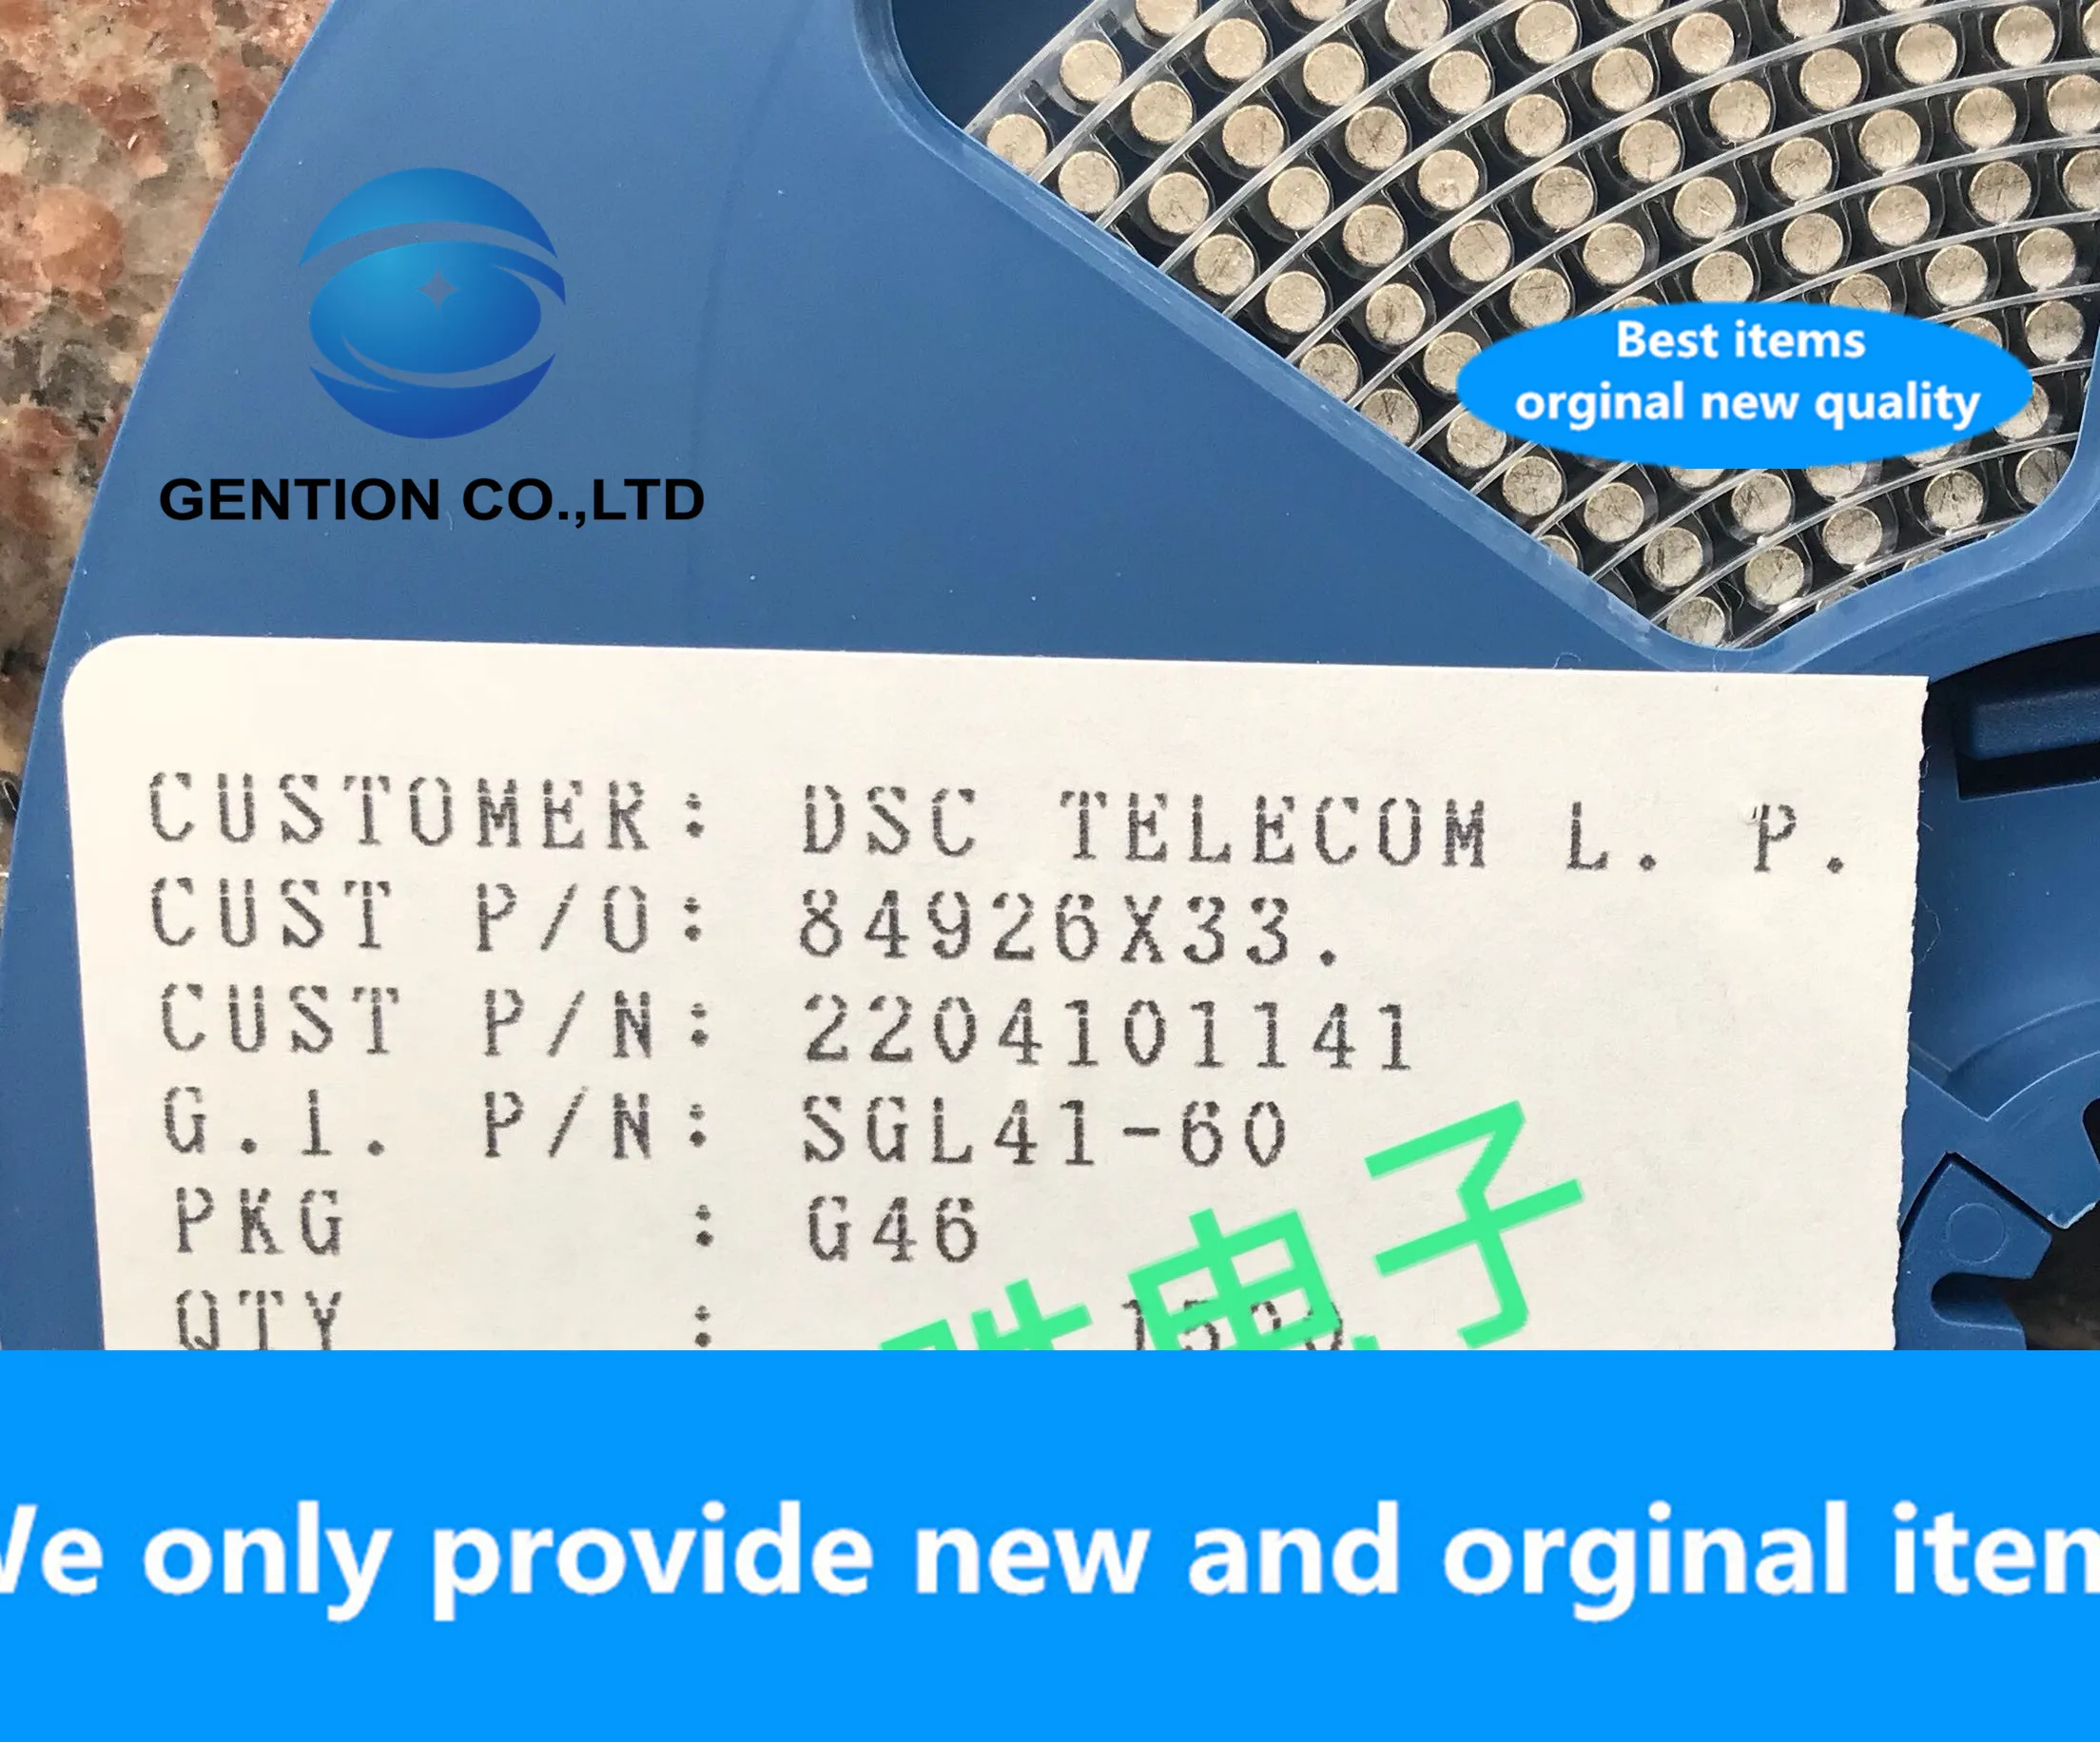 GENTION CO.,LTD
Best items
orginal new quality
CUSTOMER: DSC TELECOM L. P.
CUST P/O: 84926X33.
CUST P/N: 2204101141
G.I. P/N: SGL41-60
PKG : G46
QTY :
电子
We only provide new and orginal item